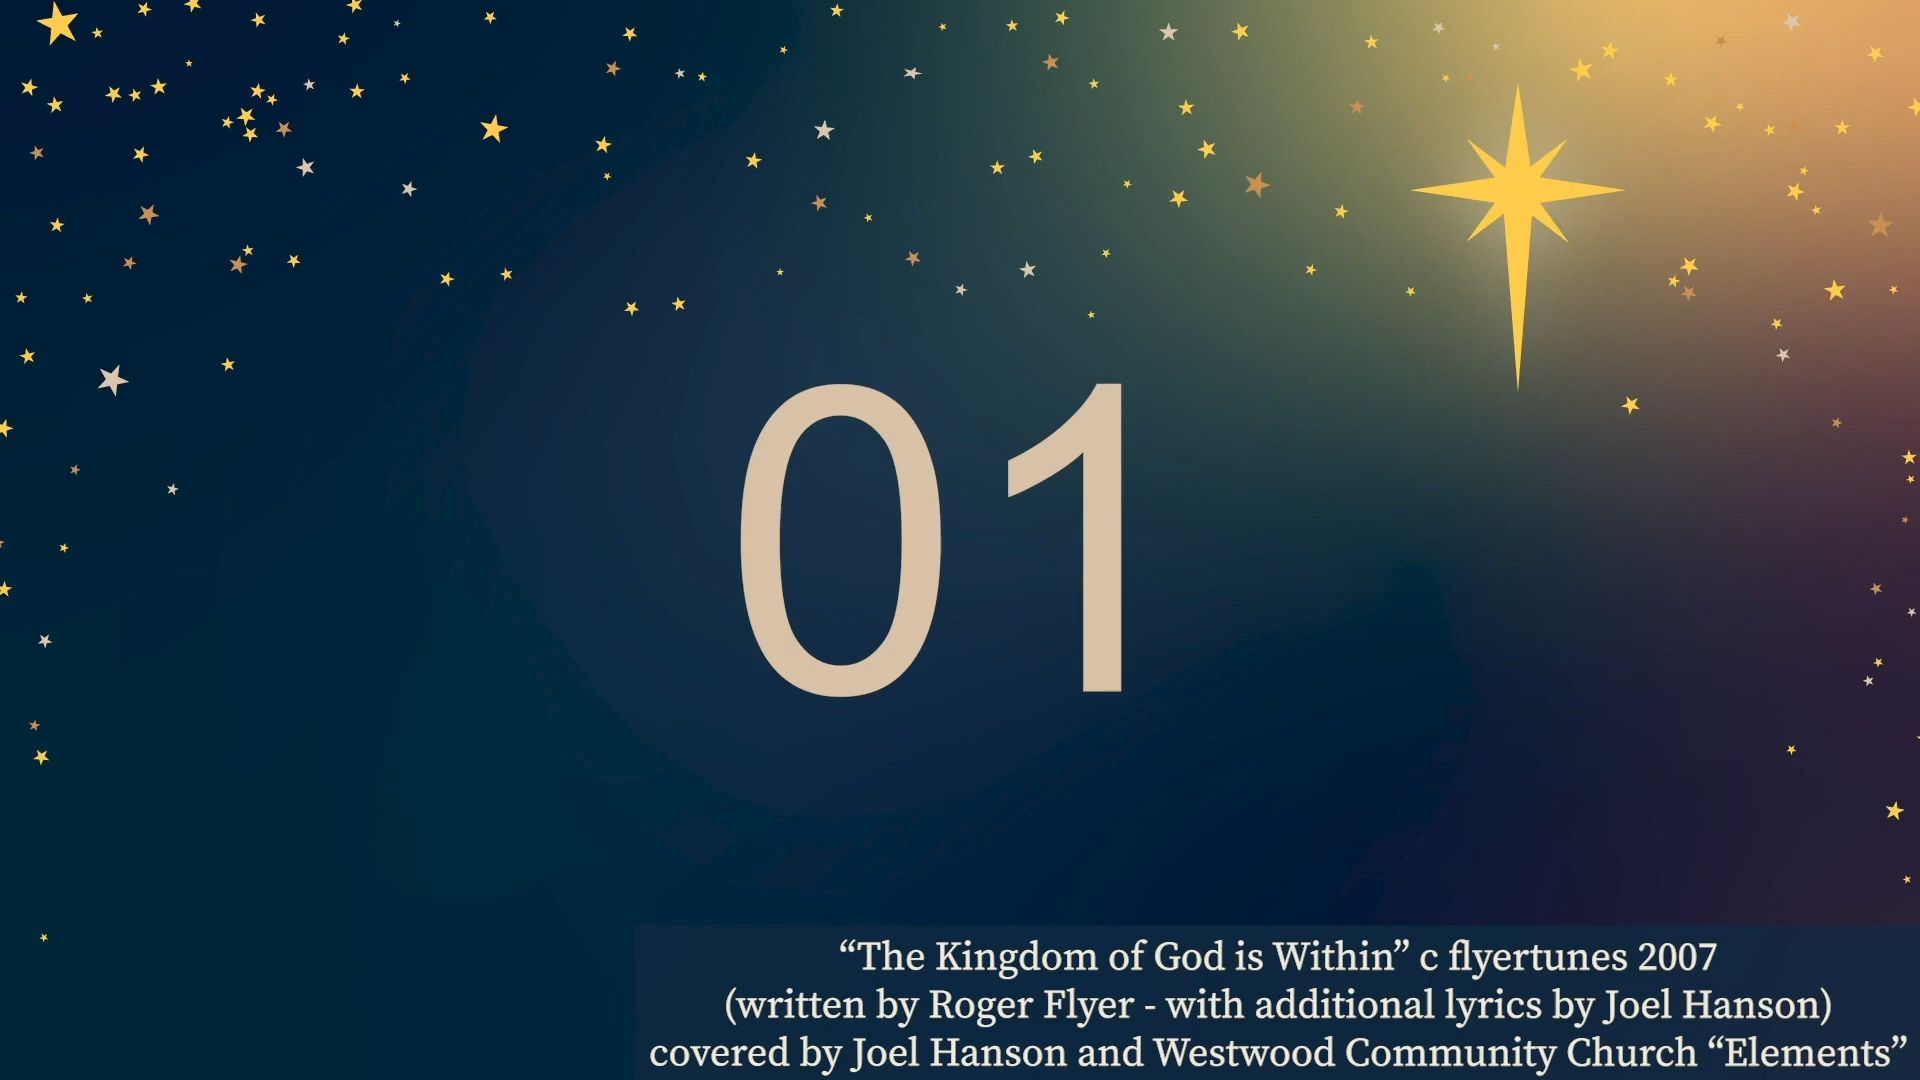 01
“The Kingdom of God is Within” c flyertunes 2007
(written by Roger Flyer - with additional lyrics by Joel Hanson)
covered by Joel Hanson and Westwood Community Church “Elements”